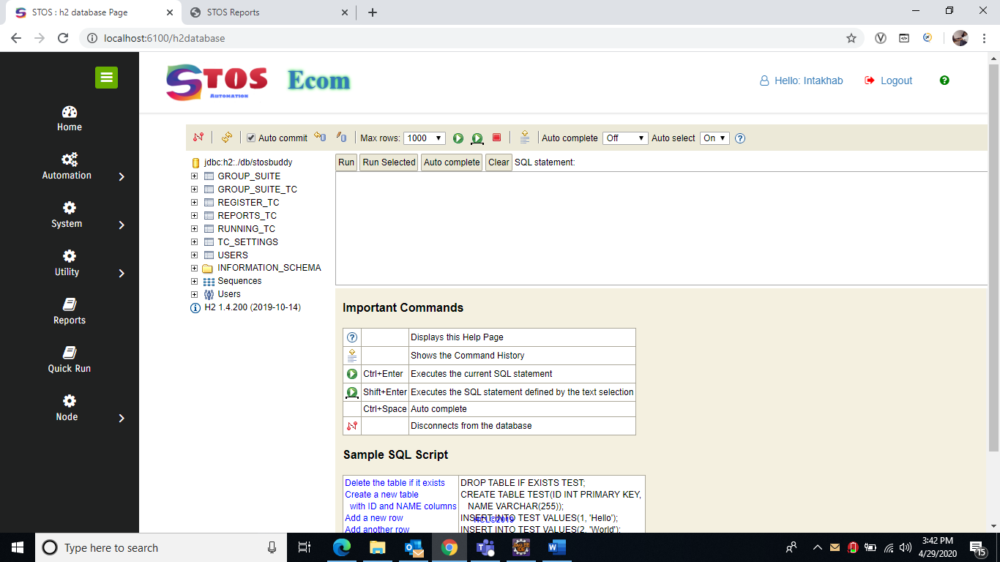 STOS : h2 database Page
STOS Reports
localhost:6100/h2database
STOS
Automation
Ecom
Hello: Intakhab
Logout
Home
Automation
System
Utility
Reports
Quick Run
Node
Auto commit
Max rows: 1000
Auto complete Off
Auto select On
jdbc:h2:./db/stosbuddy
GROUP_SUITE
GROUP_SUITE_TC
REGISTER_TC
REPORTS_TC
RUNNING_TC
TC_SETTINGS
USERS
INFORMATION_SCHEMA
Sequences
Users
H2 1.4.200 (2019-10-14)
Run Run Selected Auto complete Clear SQL statement:
Important Commands
Displays this Help Page
Shows the Command History
Ctrl+Enter Executes the current SQL statement
Shift+Enter Executes the SQL statement defined by the text selection
Ctrl+Space Auto complete
Disconnects from the database
Sample SQL Script
Delete the table if it exists DROP TABLE IF EXISTS TEST;
Create a new table CREATE TABLE TEST(ID INT PRIMARY KEY,
with ID and NAME columns NAME VARCHAR(255));
Add a new row INSERT INTO TEST VALUES(1, 'Hello');
Add another row INSERT INTO TEST VALUES(2, 'World');
Type here to search
3:42 PM
4/29/2020
15